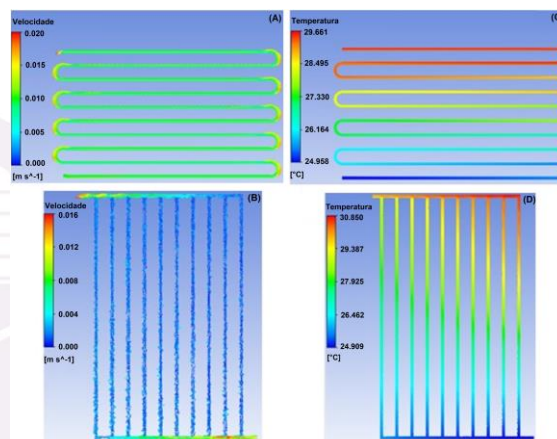 Velocidade
(A)
0.020
0.015
0.010
0.005
0.000
[m s^-1]
Temperatura
(C)
29.661
28.495
27.330
26.164
24.958
[°C]
Velocidade
(B)
0.016
0.012
0.008
0.004
0.000
[m s^-1]
Temperatura
(D)
30.850
29.387
27.925
26.462
24.909
[°C]